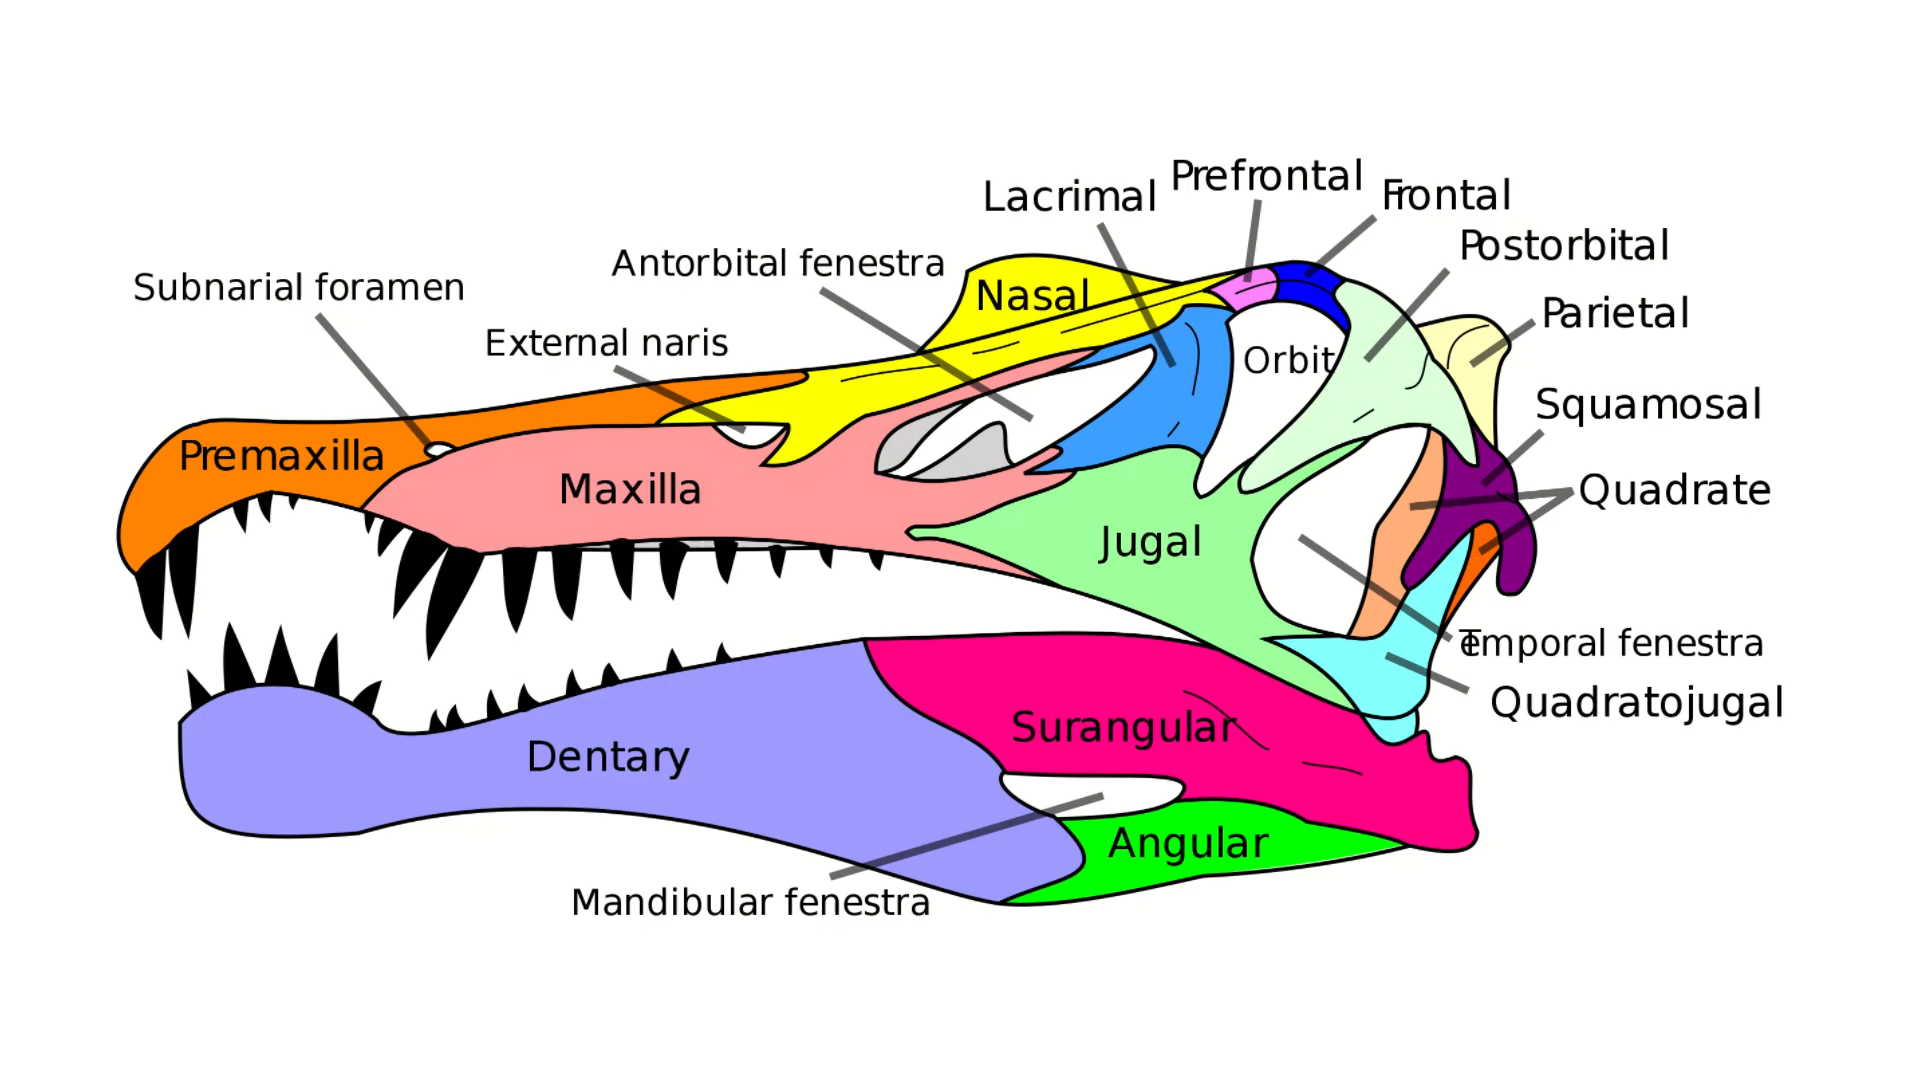 Prefrontal
Lacrimal
Frontal
Postorbital
Antorbital fenestra
Subnarial foramen
Nasal
Parietal
External naris
Orbit
Squamosal
Premaxilla
Maxilla
Quadrate
Jugal
Temporal fenestra
Quadratojugal
Surangular
Dentary
Angular
Mandibular fenestra